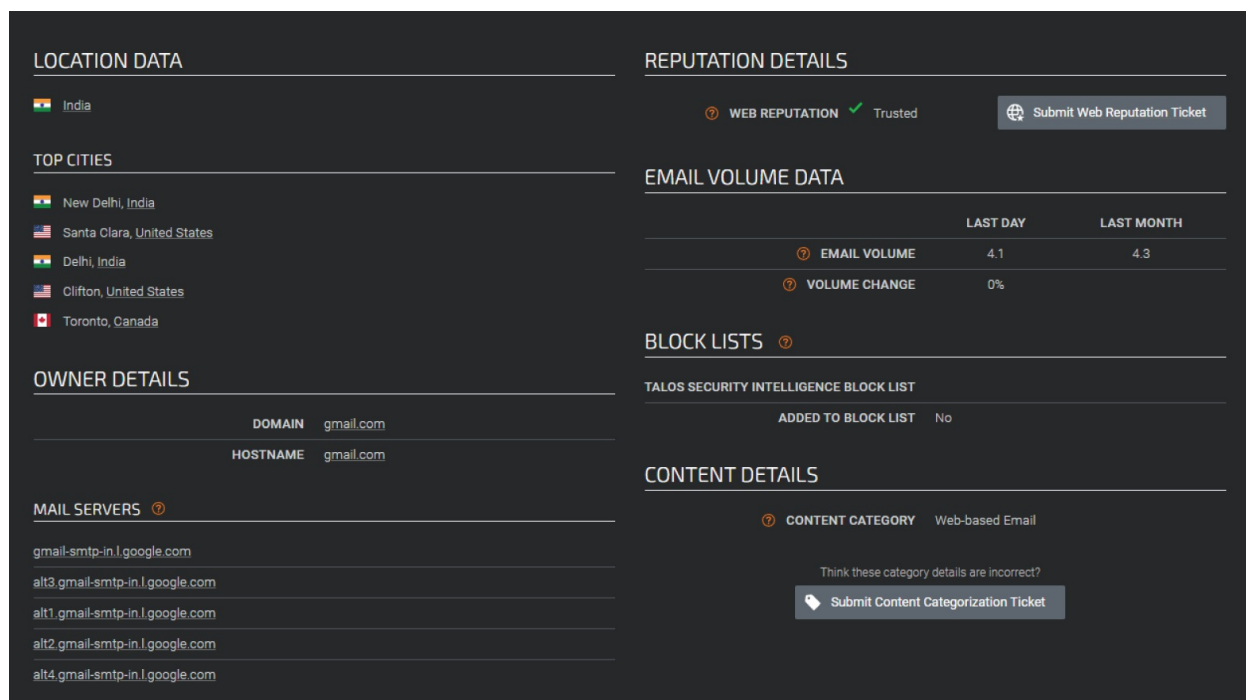 LOCATION DATA
India
TOP CITIES
New Delhi, India
Santa Clara, United States
Delhi, India
Clifton, United States
Toronto, Canada
OWNER DETAILS
DOMAIN gmail.com
HOSTNAME gmail.com
MAIL SERVERS ?
gmail-smtp-in.l.google.com
alt3.gmail-smtp-in.l.google.com
alt1.gmail-smtp-in.l.google.com
alt2.gmail-smtp-in.l.google.com
alt4.gmail-smtp-in.l.google.com
REPUTATION DETAILS
? WEB REPUTATION Trusted Submit Web Reputation Ticket
EMAIL VOLUME DATA
LAST DAY LAST MONTH
? EMAIL VOLUME 4.1 4.3
? VOLUME CHANGE 0%
BLOCK LISTS ?
TALOS SECURITY INTELLIGENCE BLOCK LIST
ADDED TO BLOCK LIST No
CONTENT DETAILS
? CONTENT CATEGORY Web-based Email
Think these category details are incorrect?
Submit Content Categorization Ticket